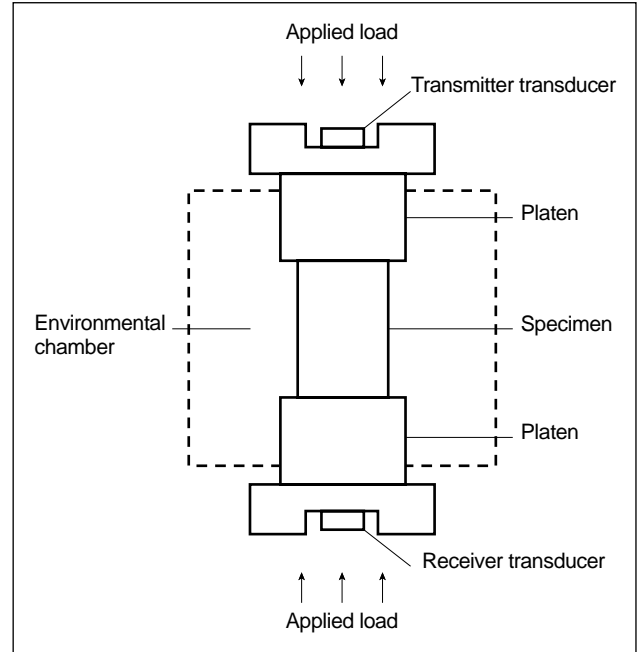 Applied load
Transmitter transducer
Platen
Environmental
chamber
Specimen
Platen
Receiver transducer
Applied load